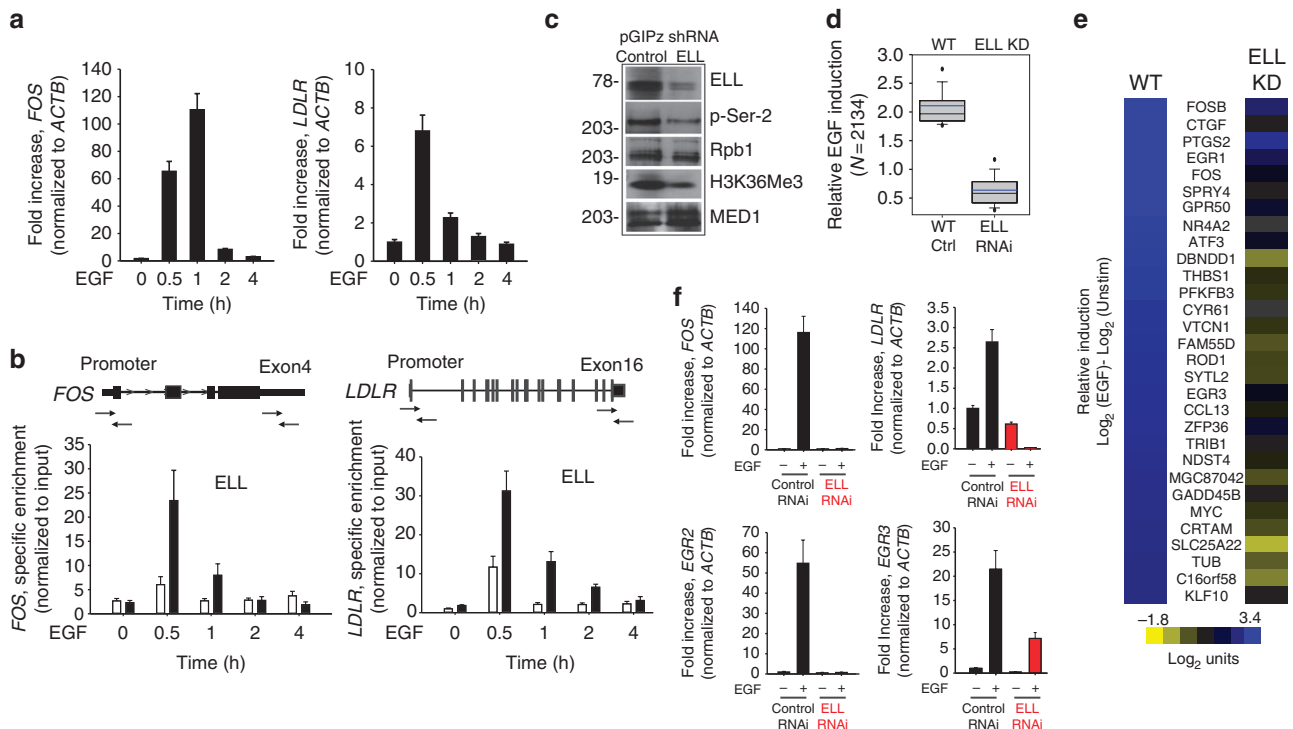 a
Fold increase, FOS
(normalized to ACTB)
140
120
100
80
60
40
20
0
EGF 0 0.5 1 2 4
Time (h)
Fold increase, LDLR
(normalized to ACTB)
10
8
6
4
2
0
EGF 0 0.5 1 2 4
Time (h)
b
Promoter
Exon4
FOS
FOS, specific enrichment
(normalized to input)
35
30
25
20
15
10
5
0
ELL
EGF 0 0.5 1 2 4
Time (h)
Promoter
Exon16
LDLR
LDLR, specific enrichment
(normalized to input)
40
30
20
10
0
ELL
EGF 0 0.5 1 2 4
Time (h)
c
pGIPz shRNA
Control ELL
78- ELL
203- p-Ser-2
203- Rpb1
19- H3K36Me3
203- MED1
d
WT ELL KD
Relative EGF induction
(N = 2134)
3.0
2.5
2.0
1.5
1.0
0.5
WT Ctrl
ELL RNAi
e
WT
ELL
KD
Relative induction
Log2 (EGF)- Log2 (Unstim)
FOSB
CTGF
PTGS2
EGR1
FOS
SPRY4
GPR50
NR4A2
ATF3
DBNDD1
THBS1
PFKFB3
CYR61
VTCN1
FAM55D
ROD1
SYTL2
EGR3
CCL13
ZFP36
TRIB1
NDST4
MGC87042
GADD45B
MYC
CRTAM
SLC25A22
TUB
C16orf58
KLF10
–1.8 3.4
Log2 units
f
Fold increase, FOS
(normalized to ACTB)
140
120
100
80
60
40
20
0
EGF – + – +
Control RNAi
ELL RNAi
Fold Increase, LDLR
(normalized to ACTB)
3.5
3.0
2.5
2.0
1.5
1.0
0.5
0.0
EGF – + – +
Control RNAi
ELL RNAi
Fold increase, EGR2
(normalized to ACTB)
70
60
50
40
30
20
10
0
EGF – + – +
Control RNAi
ELL RNAi
Fold Increase, EGR3
(normalized to ACTB)
30
25
20
15
10
5
0
EGF – + – +
Control RNAi
ELL RNAi